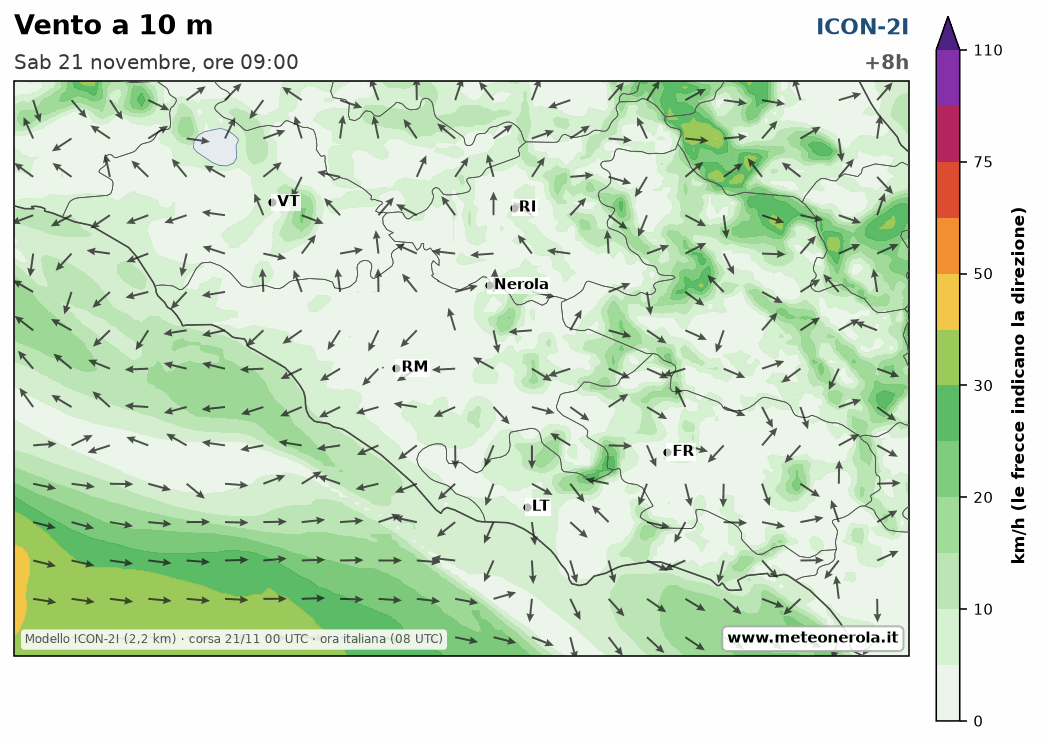 Vento a 10 m
ICON-2I
Sab 21 novembre, ore 09:00
+8h
VT
RI
Nerola
RM
FR
LT
Modello ICON-2I (2,2 km) · corsa 21/11 00 UTC · ora italiana (08 UTC)
www.meteonerola.it
110
75
50
30
20
10
0
km/h (le frecce indicano la direzione)